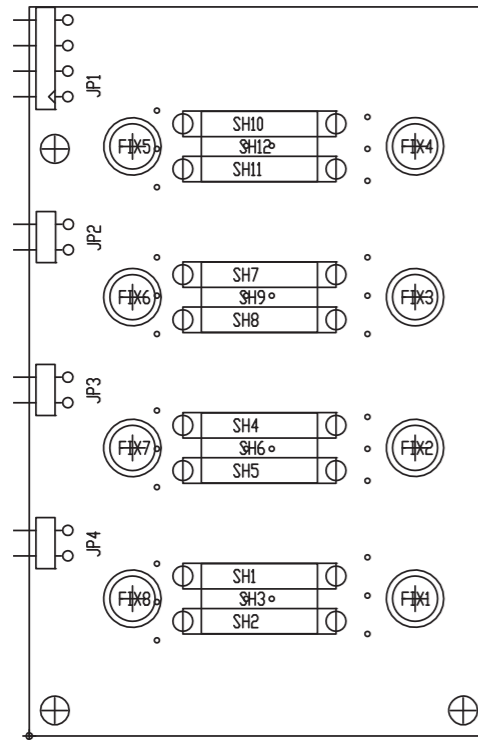 JP1
SH10
FIX5 SH12 FIX4
SH11
JP2
SH7
FIX6 SH9 FIX3
SH8
JP3
SH4
FIX7 SH6 FIX2
SH5
JP4
SH1
FIX8 SH3 FIX1
SH2